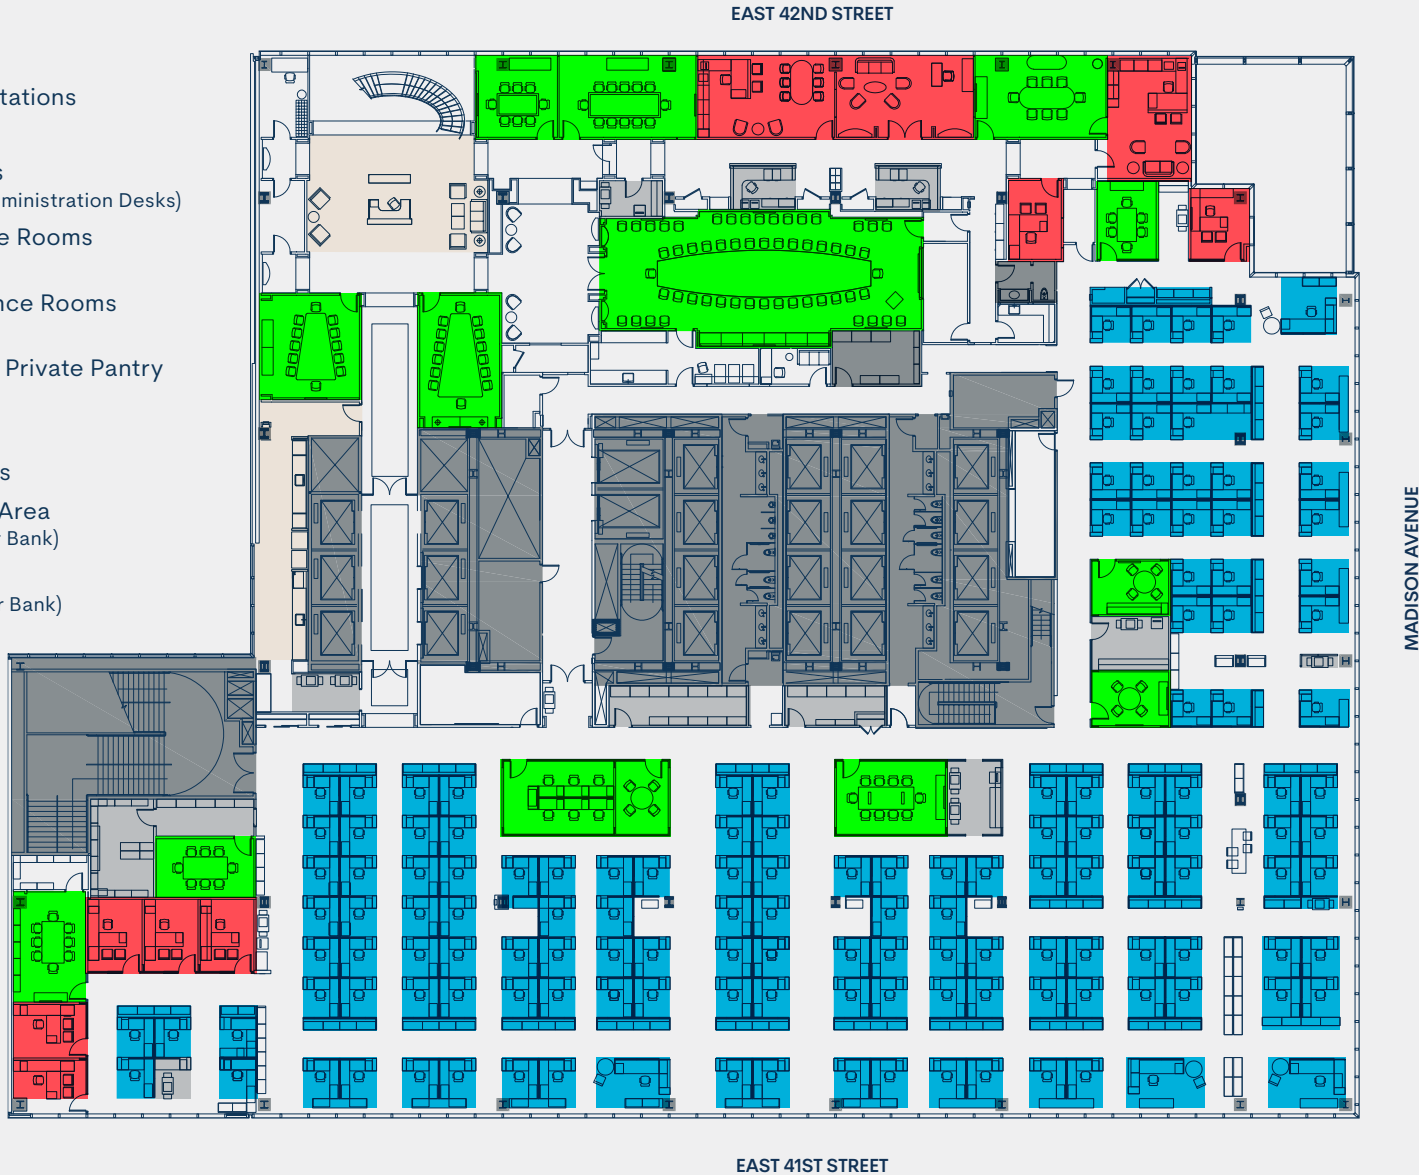 EAST 42ND STREET
tations
s
ministration Desks)
e Rooms
nce Rooms
Private Pantry
s
Area
r Bank)
r Bank)
MADISON AVENUE
EAST 41ST STREET